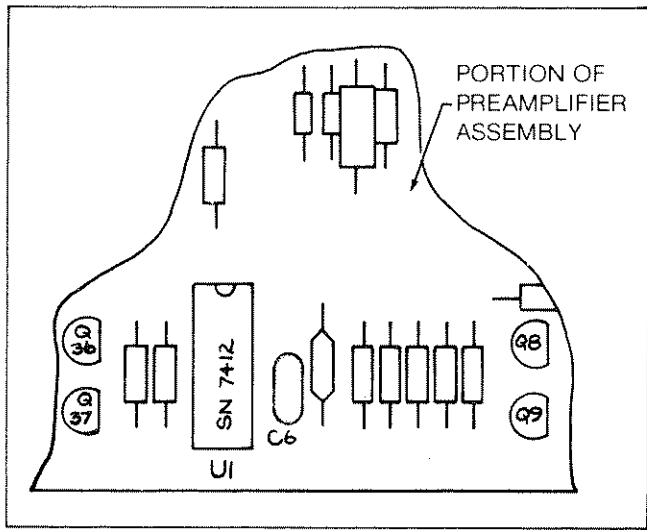 PORTION OF
PREAMPLIFIER
ASSEMBLY
Q
36
Q
37
SN 7412
C6
U1
Q8
Q9